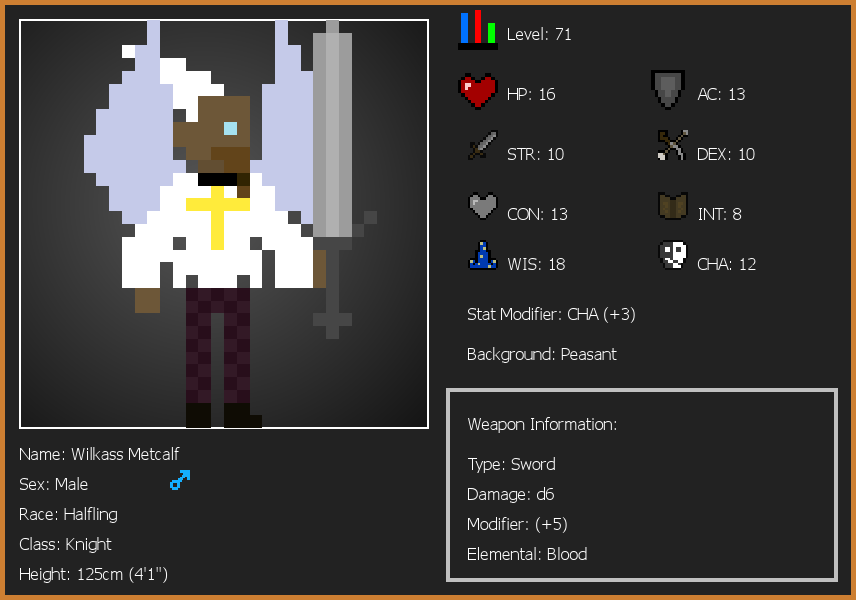 Level: 71
HP: 16
AC: 13
STR: 10
DEX: 10
CON: 13
INT: 8
WIS: 18
CHA: 12
Stat Modifier: CHA (+3)
Background: Peasant
Weapon Information:
Type: Sword
Damage: d6
Modifier: (+5)
Elemental: Blood
Name: Wilkass Metcalf
Sex: Male
Race: Halfling
Class: Knight
Height: 125cm (4'1")